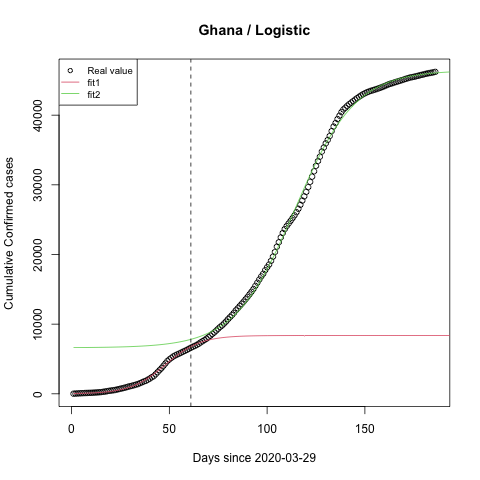 Ghana / Logistic
Real value
fit1
fit2
Cumulative Confirmed cases
40000
30000
20000
10000
0
0 50 100 150
Days since 2020-03-29